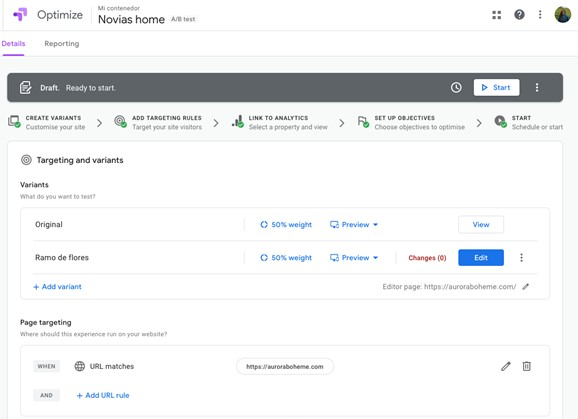 Optimize
Mi contenedor
Novias home A/B test
Details
Reporting
Draft. Ready to start.
Start
CREATE VARIANTS
Customise your site
ADD TARGETING RULES
Target your site visitors
LINK TO ANALYTICS
Select a property and view
SET UP OBJECTIVES
Choose objectives to optimise
START
Schedule or start
Targeting and variants
Variants
What do you want to test?
Original
50% weight
Preview
View
Ramo de flores
50% weight
Preview
Changes (0)
Edit
+ Add variant
Editor page: https://auroraboheme.com/
Page targeting
Where should this experience run on your website?
WHEN
URL matches
https://auroraboheme.com
AND
+ Add URL rule